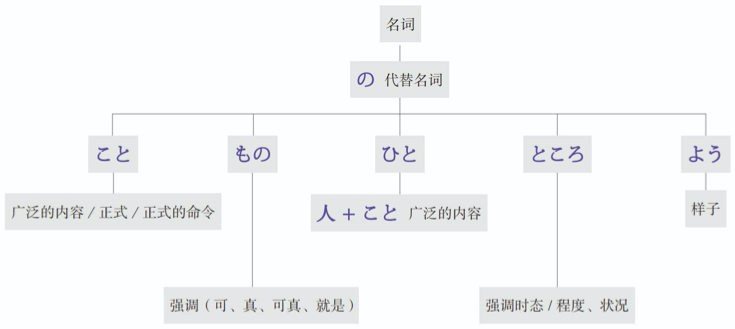 名词
の 代替名词
こと
もの
ひと
ところ
よう
广泛的内容 / 正式 / 正式的命令
人 + こと 广泛的内容
样子
强调（可、真、可真、就是）
强调时态 / 程度、状况